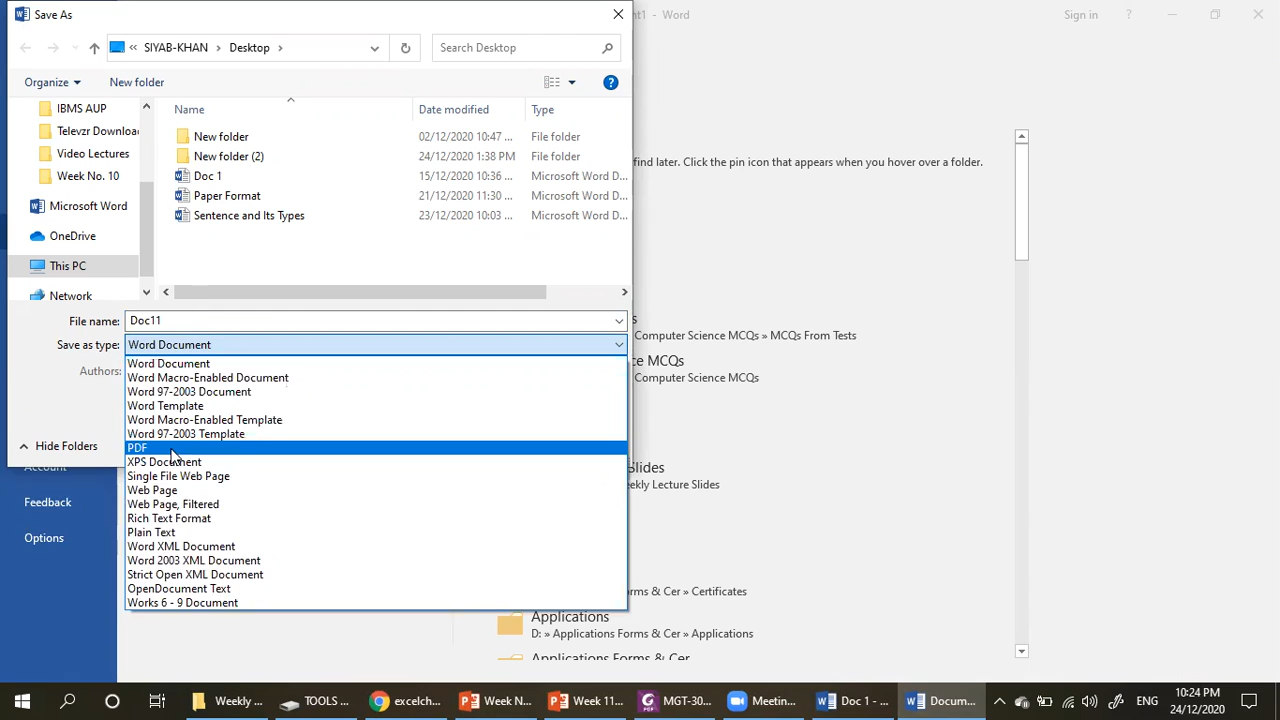 Save As
nt1 - Word
Sign in
?
SIYAB-KHAN
Desktop
Search Desktop
Organize
New folder
?
Name
Date modified
Type
IBMS AUP
Televzr Downloa
Video Lectures
Week No. 10
Microsoft Word
OneDrive
This PC
Network
New folder 02/12/2020 10:47 ... File folder
New folder (2) 24/12/2020 1:38 PM File folder
Doc 1 15/12/2020 10:36 ... Microsoft Word D...
Paper Format 21/12/2020 11:30 ... Microsoft Word D...
Sentence and Its Types 23/12/2020 10:03 ... Microsoft Word D...
find later. Click the pin icon that appears when you hover over a folder.
File name: Doc11
Save as type: Word Document
Authors:
Word Document
Word Macro-Enabled Document
Word 97-2003 Document
Word Template
Word Macro-Enabled Template
Word 97-2003 Template
PDF
XPS Document
Single File Web Page
Web Page
Web Page, Filtered
Rich Text Format
Plain Text
Word XML Document
Word 2003 XML Document
Strict Open XML Document
OpenDocument Text
Works 6 - 9 Document
Hide Folders
Account
Feedback
Options
s
Computer Science MCQs » MCQs From Tests
ce MCQs
Computer Science MCQs
Slides
eekly Lecture Slides
Forms & Cer » Certificates
Applications
D: » Applications Forms & Cer » Applications
Applications Forms & Cer
Weekly ...
TOOLS ...
excelch...
Week N...
Week 11...
MGT-30...
Meetin...
Doc 1 - ...
Docum...
ENG
10:24 PM
24/12/2020